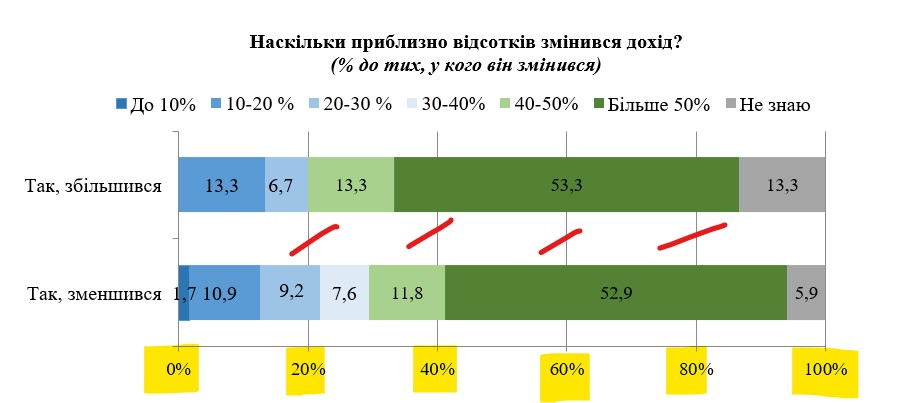 Наскільки приблизно відсотків змінився дохід?
(% до тих, у кого він змінився)
До 10% 10-20 % 20-30 % 30-40% 40-50% Більше 50% Не знаю
Так, збільшився 13,3 6,7 13,3 53,3 13,3
Так, зменшився 1,7 10,9 9,2 7,6 11,8 52,9 5,9
0% 20% 40% 60% 80% 100%